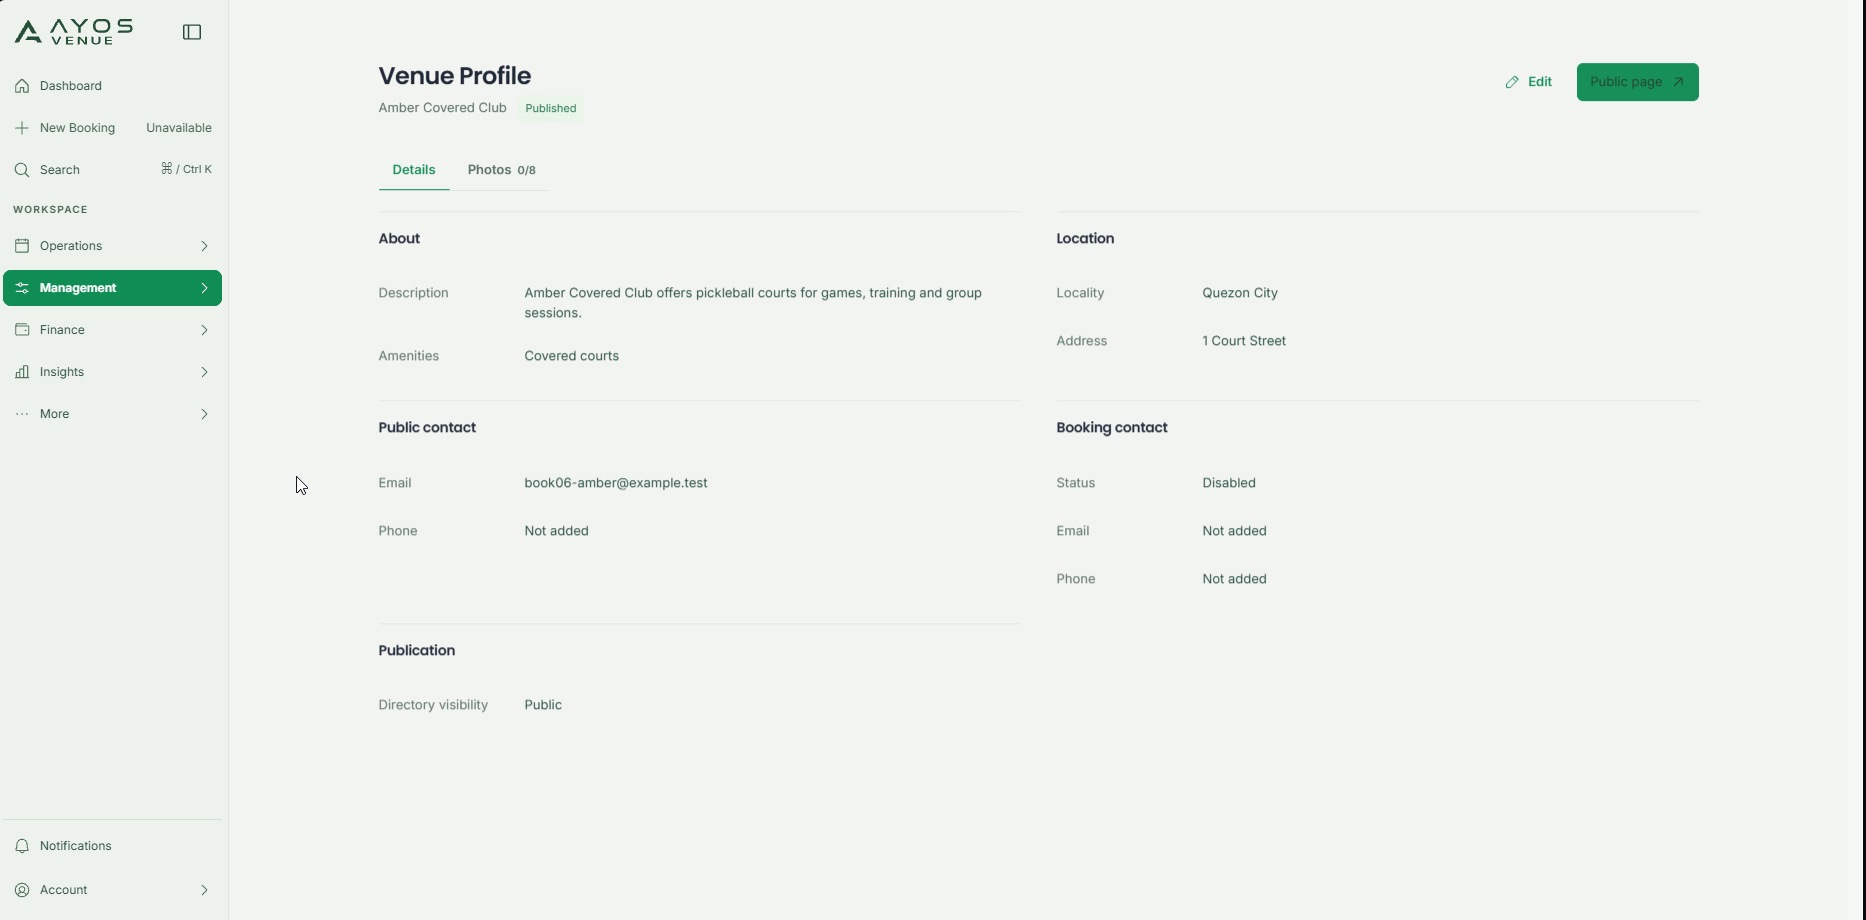 AYOS
VENUE
Dashboard
New Booking Unavailable
Search ⌘ / Ctrl K
WORKSPACE
Operations
Management
Finance
Insights
More
Notifications
Account
Venue Profile
Amber Covered Club Published
Edit
Public page
Details Photos 0/8
About
Description Amber Covered Club offers pickleball courts for games, training and group
sessions.
Amenities Covered courts
Location
Locality Quezon City
Address 1 Court Street
Public contact
Email book06-amber@example.test
Phone Not added
Booking contact
Status Disabled
Email Not added
Phone Not added
Publication
Directory visibility Public